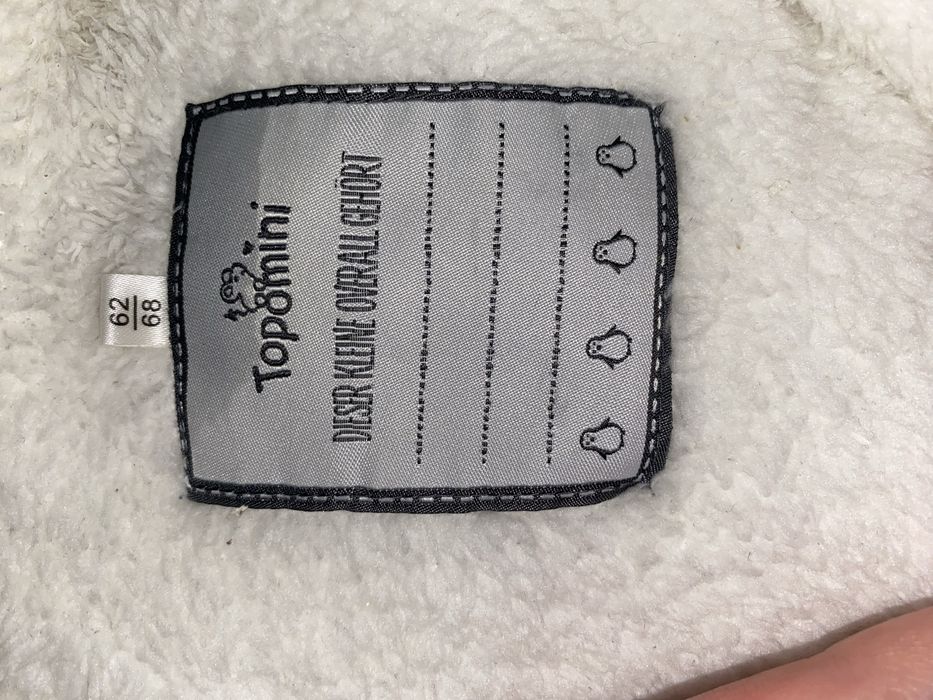 62
68
Topomini
DIESER KLEINE OVERALL GEHÖRT